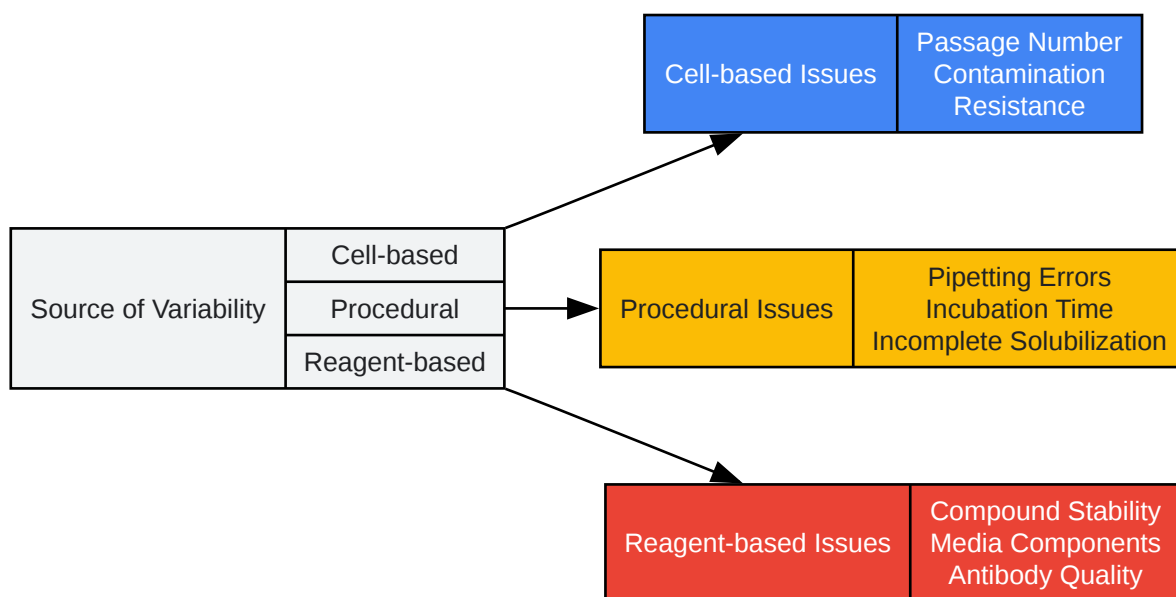 Source of Variability
Cell-based
Procedural
Reagent-based
Cell-based Issues
Passage Number
Contamination
Resistance
Procedural Issues
Pipetting Errors
Incubation Time
Incomplete Solubilization
Reagent-based Issues
Compound Stability
Media Components
Antibody Quality